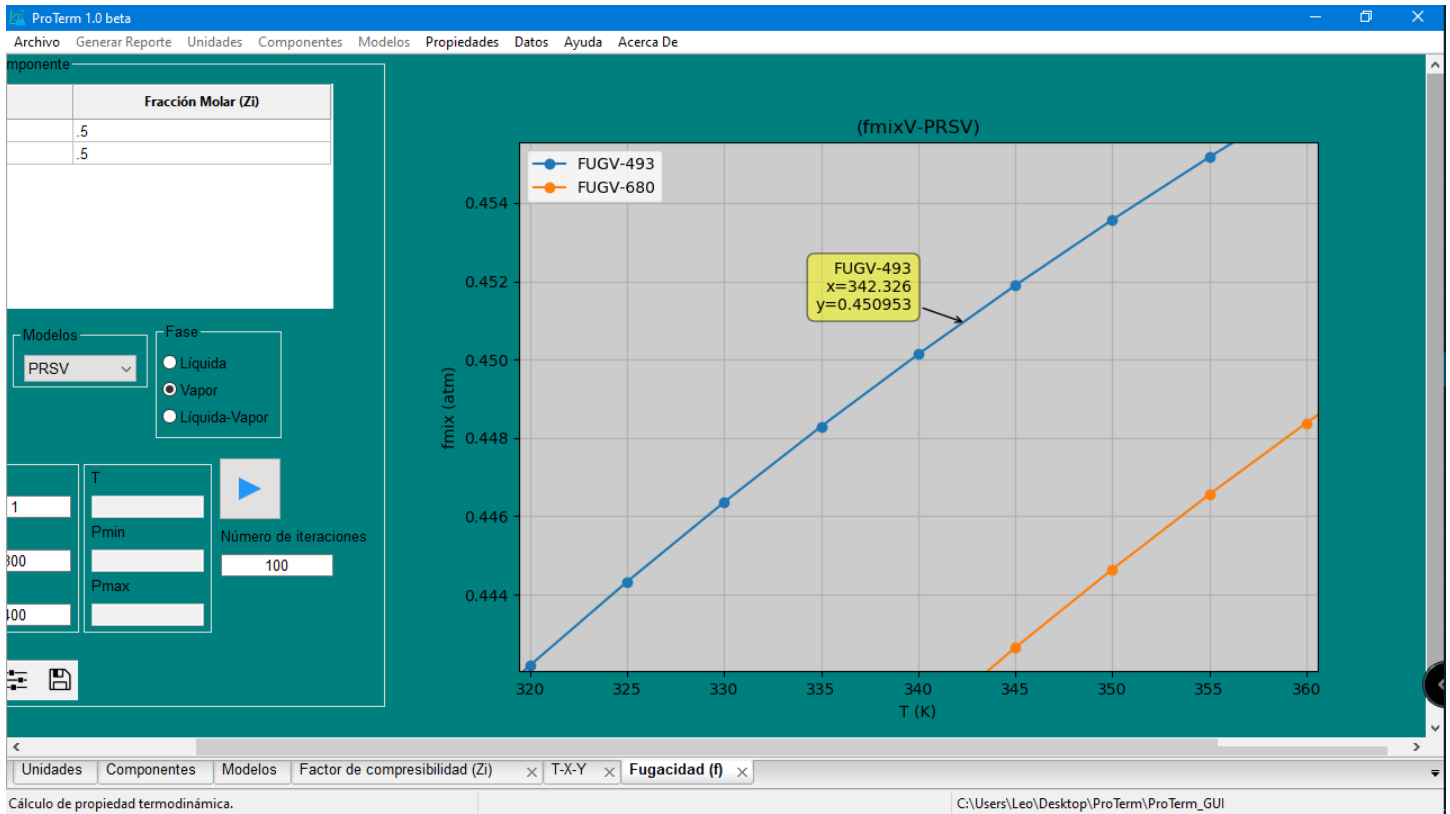 ProTerm 1.0 beta
Archivo Generar Reporte Unidades Componentes Modelos Propiedades Datos Ayuda Acerca De
mponente
Fracción Molar (Zi)
.5
.5
Modelos
PRSV
Fase
Líquida
Vapor
Líquida-Vapor
1
300
400
T
Pmin
Pmax
Número de iteraciones
100
(fmixV-PRSV)
FUGV-493
FUGV-680
FUGV-493
x=342.326
y=0.450953
0.454
0.452
0.450
0.448
0.446
0.444
fmix (atm)
320 325 330 335 340 345 350 355 360
T (K)
Unidades Componentes Modelos Factor de compresibilidad (Zi) T-X-Y Fugacidad (f)
Cálculo de propiedad termodinámica.
C:\Users\Leo\Desktop\ProTerm\ProTerm_GUI